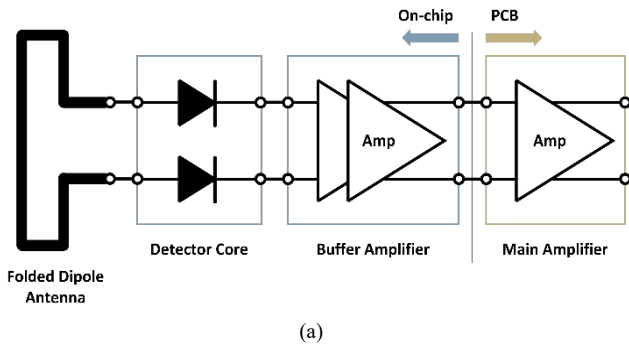 On-chip
PCB
Amp
Amp
Detector Core
Buffer Amplifier
Main Amplifier
Folded Dipole
Antenna
(a)